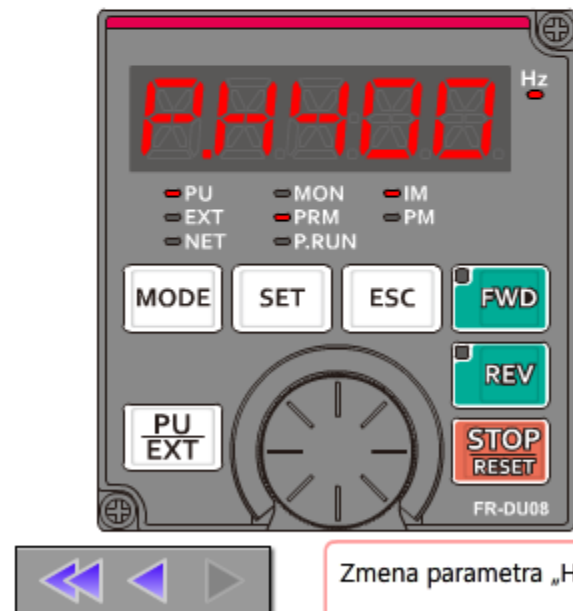 Hz
P.H400
PU MON IM
EXT PRM PM
NET P.RUN
MODE SET ESC FWD
REV
PU
EXT
STOP
RESET
FR-DU08
Zmena parametra „H